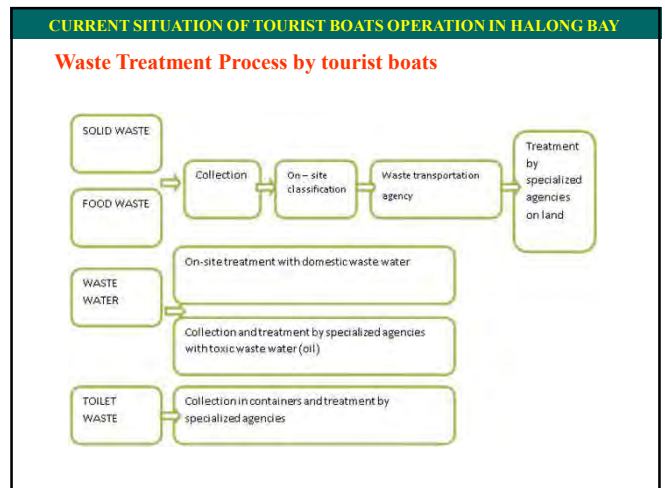 CURRENT SITUATION OF TOURIST BOATS OPERATION IN HALONG BAY
Waste Treatment Process by tourist boats
SOLID WASTE
FOOD WASTE
Collection
On – site
classification
Waste transportation
agency
Treatment
by
specialized
agencies
on land
WASTE
WATER
On-site treatment with domestic waste water
Collection and treatment by specialized agencies
with toxic waste water (oil)
TOILET
WASTE
Collection in containers and treatment by
specialized agencies